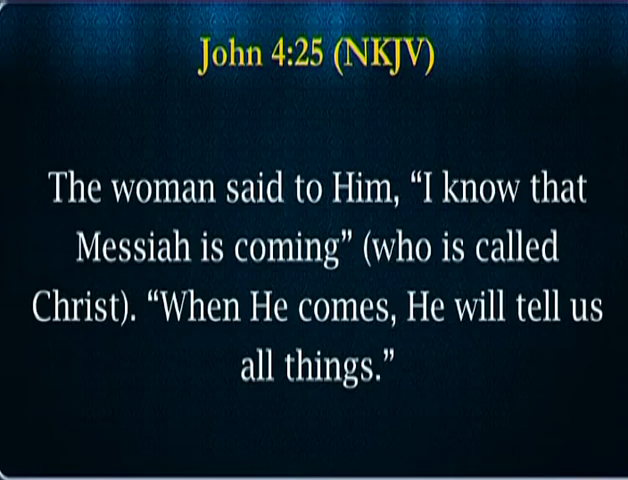 John 4:25 (NKJV)
The woman said to Him, “I know that
Messiah is coming” (who is called
Christ). “When He comes, He will tell us
all things.”